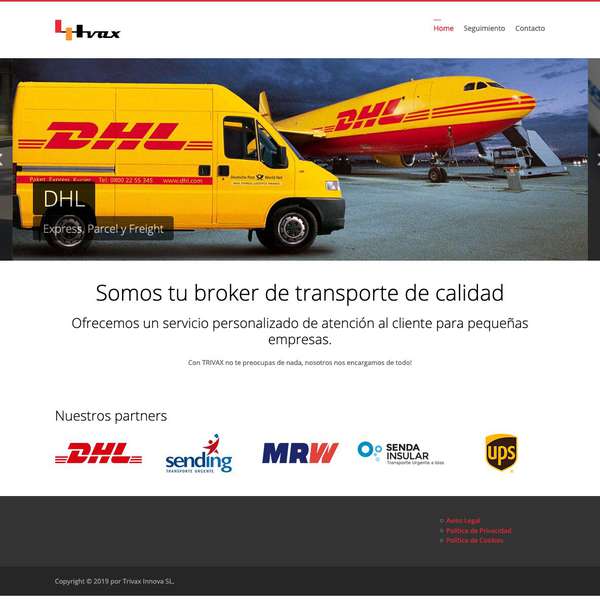 trivax
Home Seguimiento Contacto
DHL
DHL
Paket, Express, Kurier Tel: 0800 22 55 345 www.dhl.com
Deutsche Post World Net
MAIL EXPRESS LOGISTICS FINANCE
DHL
Express, Parcel y Freight
Somos tu broker de transporte de calidad
Ofrecemos un servicio personalizado de atención al cliente para pequeñas
empresas.
Con TRIVAX no te preocupas de nada, nosotros nos encargamos de todo!
Nuestros partners
DHL
sending
TRANSPORTE URGENTE
MRW
SENDA
INSULAR
Transporte Urgente a Islas
ups
Aviso Legal
Política de Privacidad
Política de Cookies
Copyright © 2019 por Trivax Innova SL,